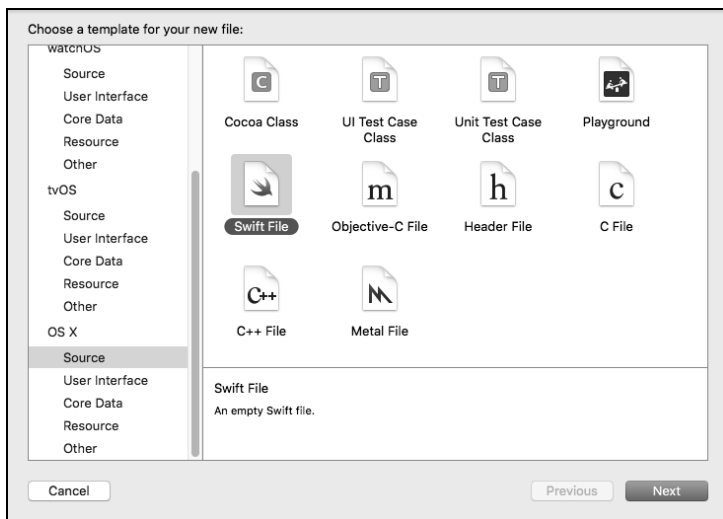 Choose a template for your new file:
watchOS
Source
User Interface
Core Data
Resource
Other
tvOS
Source
User Interface
Core Data
Resource
Other
OS X
Source
User Interface
Core Data
Resource
Other
C
Cocoa Class
T
UI Test Case
Class
T
Unit Test Case
Class
Playground
Swift File
m
Objective-C File
h
Header File
c
C File
C++
C++ File
Metal File
Swift File
An empty Swift file.
Cancel
Previous
Next